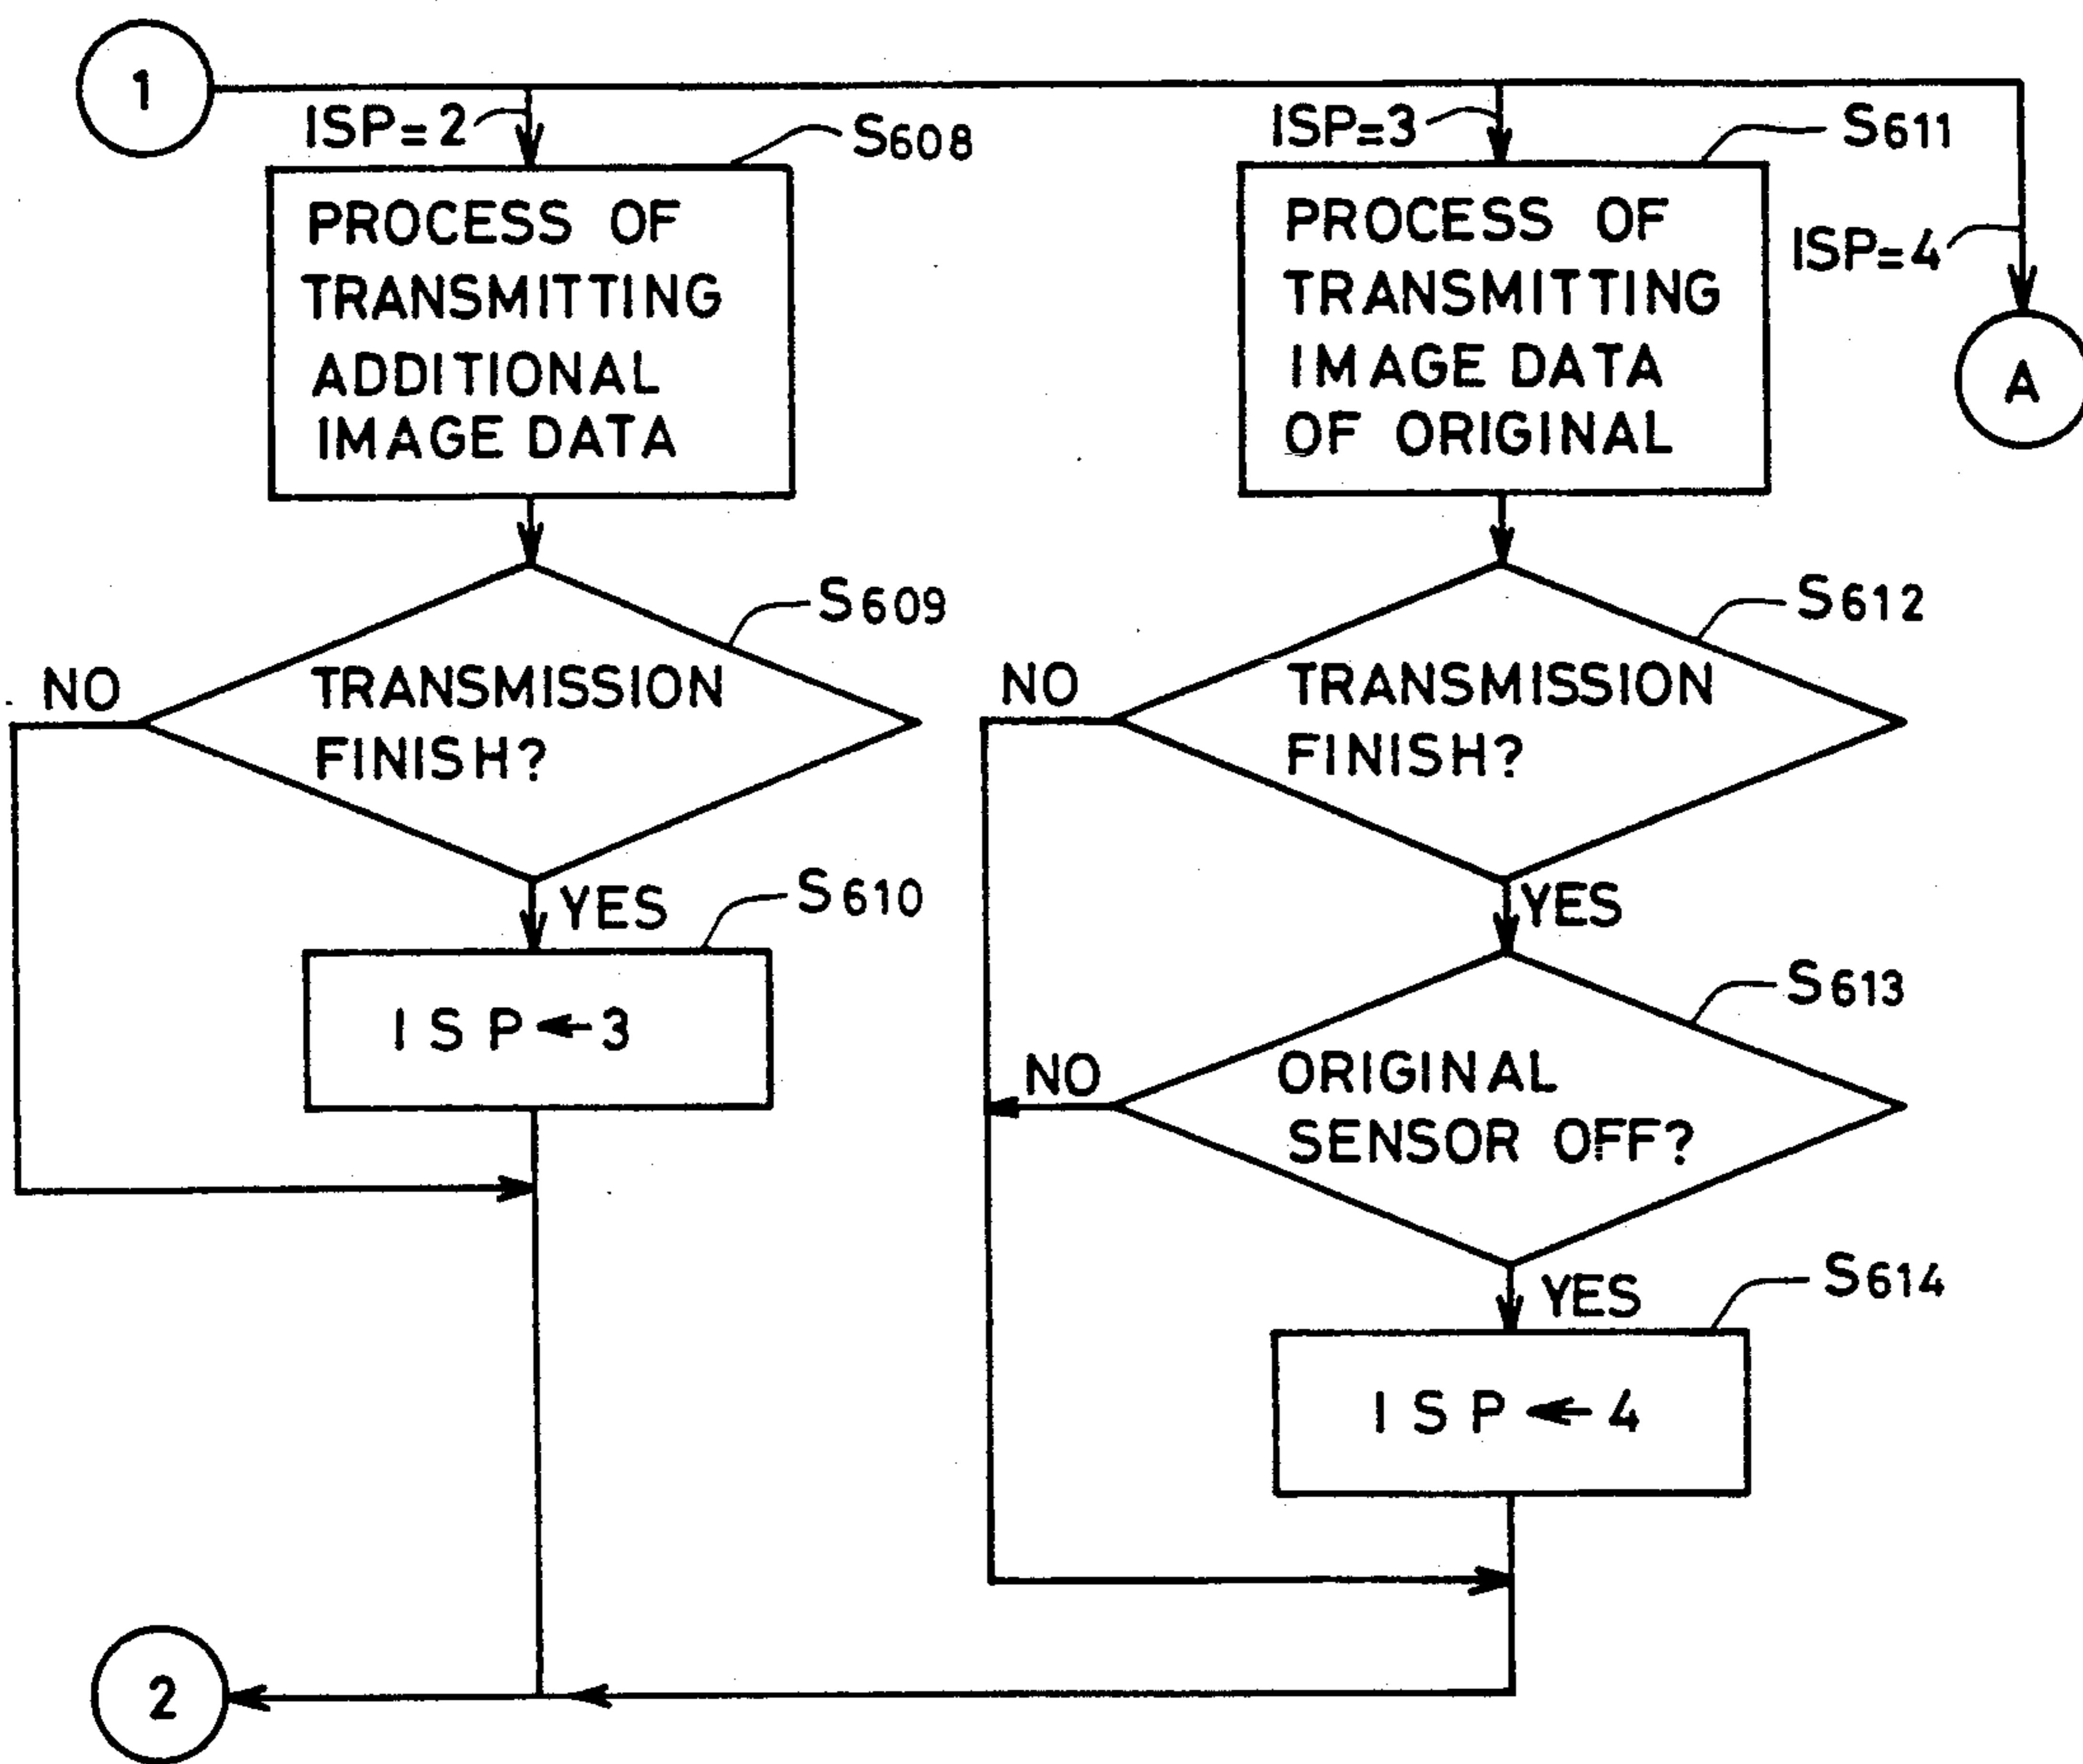 1
ISP=2
S608
PROCESS OF
TRANSMITTING
ADDITIONAL
IMAGE DATA
S609
TRANSMISSION
FINISH?
NO
YES
S610
ISP←3
ISP=3
S611
PROCESS OF
TRANSMITTING
IMAGE DATA
OF ORIGINAL
S612
TRANSMISSION
FINISH?
NO
YES
S613
ORIGINAL
SENSOR OFF?
NO
YES
S614
ISP←4
ISP=4
A
2